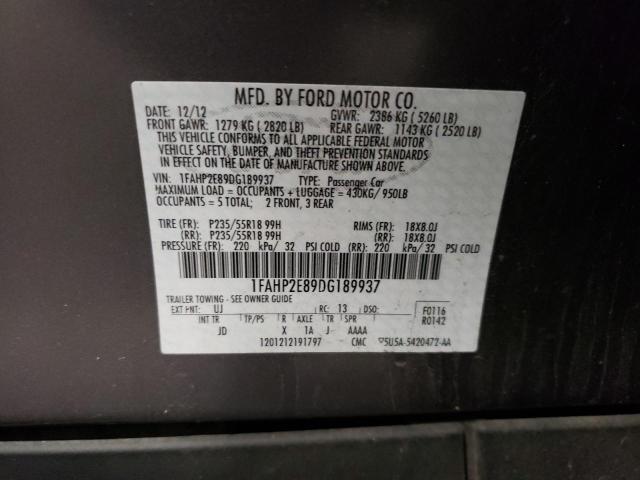 MFD. BY FORD MOTOR CO.
DATE: 12/12 GVWR: 2386 KG ( 5260 LB)
FRONT GAWR: 1279 KG ( 2820 LB) REAR GAWR: 1143 KG ( 2520 LB)
THIS VEHICLE CONFORMS TO ALL APPLICABLE FEDERAL MOTOR
VEHICLE SAFETY, BUMPER, AND THEFT PREVENTION STANDARDS
IN EFFECT ON THE DATE OF MANUFACTURE SHOWN ABOVE.
VIN: 1FAHP2E89DG189937 TYPE: Passenger Car
MAXIMUM LOAD = OCCUPANTS + LUGGAGE = 430KG/ 950LB
OCCUPANTS = 5 TOTAL; 2 FRONT, 3 REAR
TIRE (FR): P235/55R18 99H RIMS (FR): 18X8.0J
(RR): P235/55R18 99H (RR): 18X8.0J
PRESSURE (FR): 220 kPa/ 32 PSI COLD (RR): 220 kPa/ 32 PSI COLD
1FAHP2E89DG189937
TRAILER TOWING - SEE OWNER GUIDE
EXT PNT: UJ RC: 13 DSO: F0116
INT TR TP/PS R AXLE TR SPR R0142
JD X 1A J AAAA
1201212191797 CMC ▽5U5A-5420472-AA